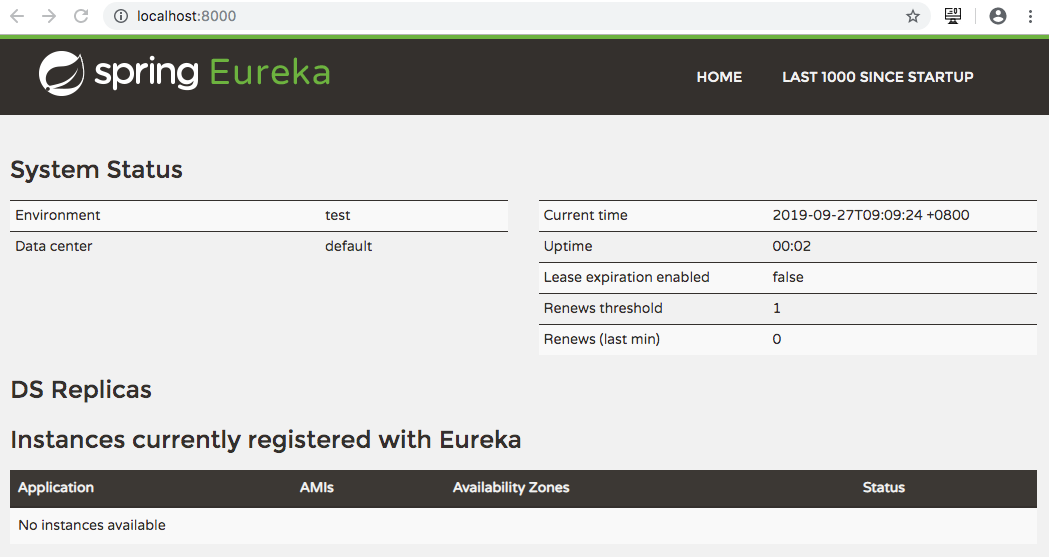 localhost:8000
spring Eureka
HOME LAST 1000 SINCE STARTUP
System Status
Environment test
Data center default
Current time 2019-09-27T09:09:24 +0800
Uptime 00:02
Lease expiration enabled false
Renews threshold 1
Renews (last min) 0
DS Replicas
Instances currently registered with Eureka
Application AMIs Availability Zones Status
No instances available